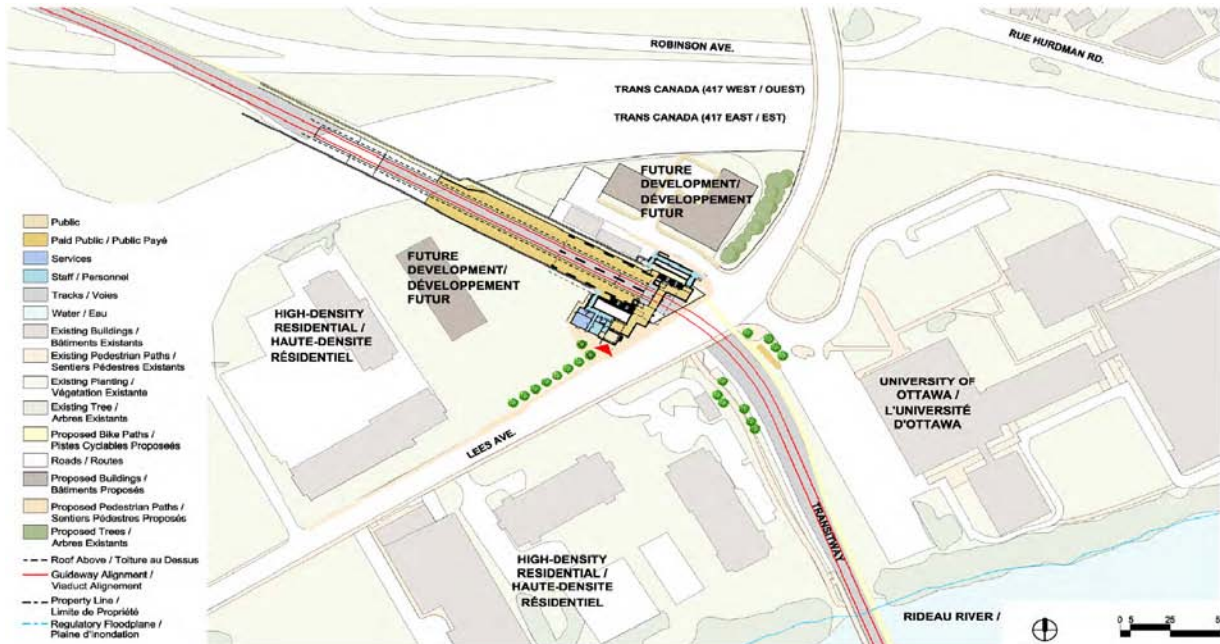 ROBINSON AVE.
RUE HURDMAN RD.
TRANS CANADA (417 WEST / OUEST)
TRANS CANADA (417 EAST / EST)
FUTURE
DEVELOPMENT/
DÉVELOPPEMENT
FUTUR
FUTURE
DEVELOPMENT/
DÉVELOPPEMENT
FUTUR
HIGH-DENSITY
RESIDENTIAL /
HAUTE-DENSITE
RÉSIDENTIEL
UNIVERSITY OF
OTTAWA /
L'UNIVERSITÉ
D'OTTAWA
LEES AVE.
TRANSITWAY
HIGH-DENSITY
RESIDENTIAL /
HAUTE-DENSITE
RÉSIDENTIEL
RIDEAU RIVER /
0 5 25 5
Public
Paid Public / Public Payé
Services
Staff / Personnel
Tracks / Voies
Water / Eau
Existing Buildings /
Bâtiments Existants
Existing Pedestrian Paths /
Sentiers Pédestres Existants
Existing Planting /
Végetation Existante
Existing Tree /
Arbres Existants
Proposed Bike Paths /
Pistes Cyclables Proposeés
Roads / Routes
Proposed Buildings /
Bâtiments Proposés
Proposed Pedestrian Paths /
Sentiers Pédestres Proposés
Proposed Trees /
Arbres Existants
Roof Above / Toiture au Dessus
Guideway Alignment /
Viaduct Alignement
Property Line /
Limite de Propriété
Regulatory Floodplane /
Plaine d'Inondation